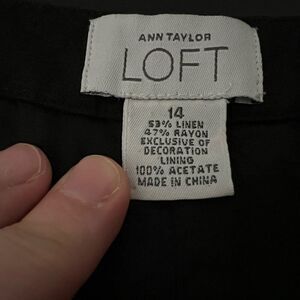 ANN TAYLOR
LOFT
14
53% LINEN
47% RAYON
EXCLUSIVE OF
DECORATION
LINING
100% ACETATE
MADE IN CHINA